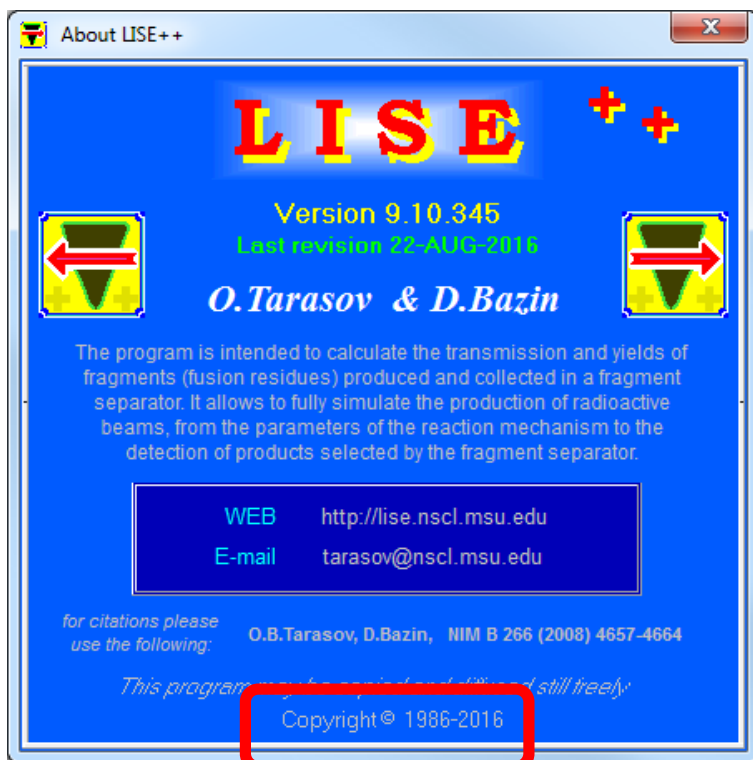 About LISE++
LISE++
Version 9.10.345
Last revision 22-AUG-2016
O.Tarasov & D.Bazin
The program is intended to calculate the transmission and yields of
fragments (fusion residues) produced and collected in a fragment
separator. It allows to fully simulate the production of radioactive
beams, from the parameters of the reaction mechanism to the
detection of products selected by the fragment separator.
WEB http://lise.nscl.msu.edu
E-mail tarasov@nscl.msu.edu
for citations please
use the following:
O.B.Tarasov, D.Bazin, NIM B 266 (2008) 4657-4664
This program may be copied and diffused still freely
Copyright© 1986-2016